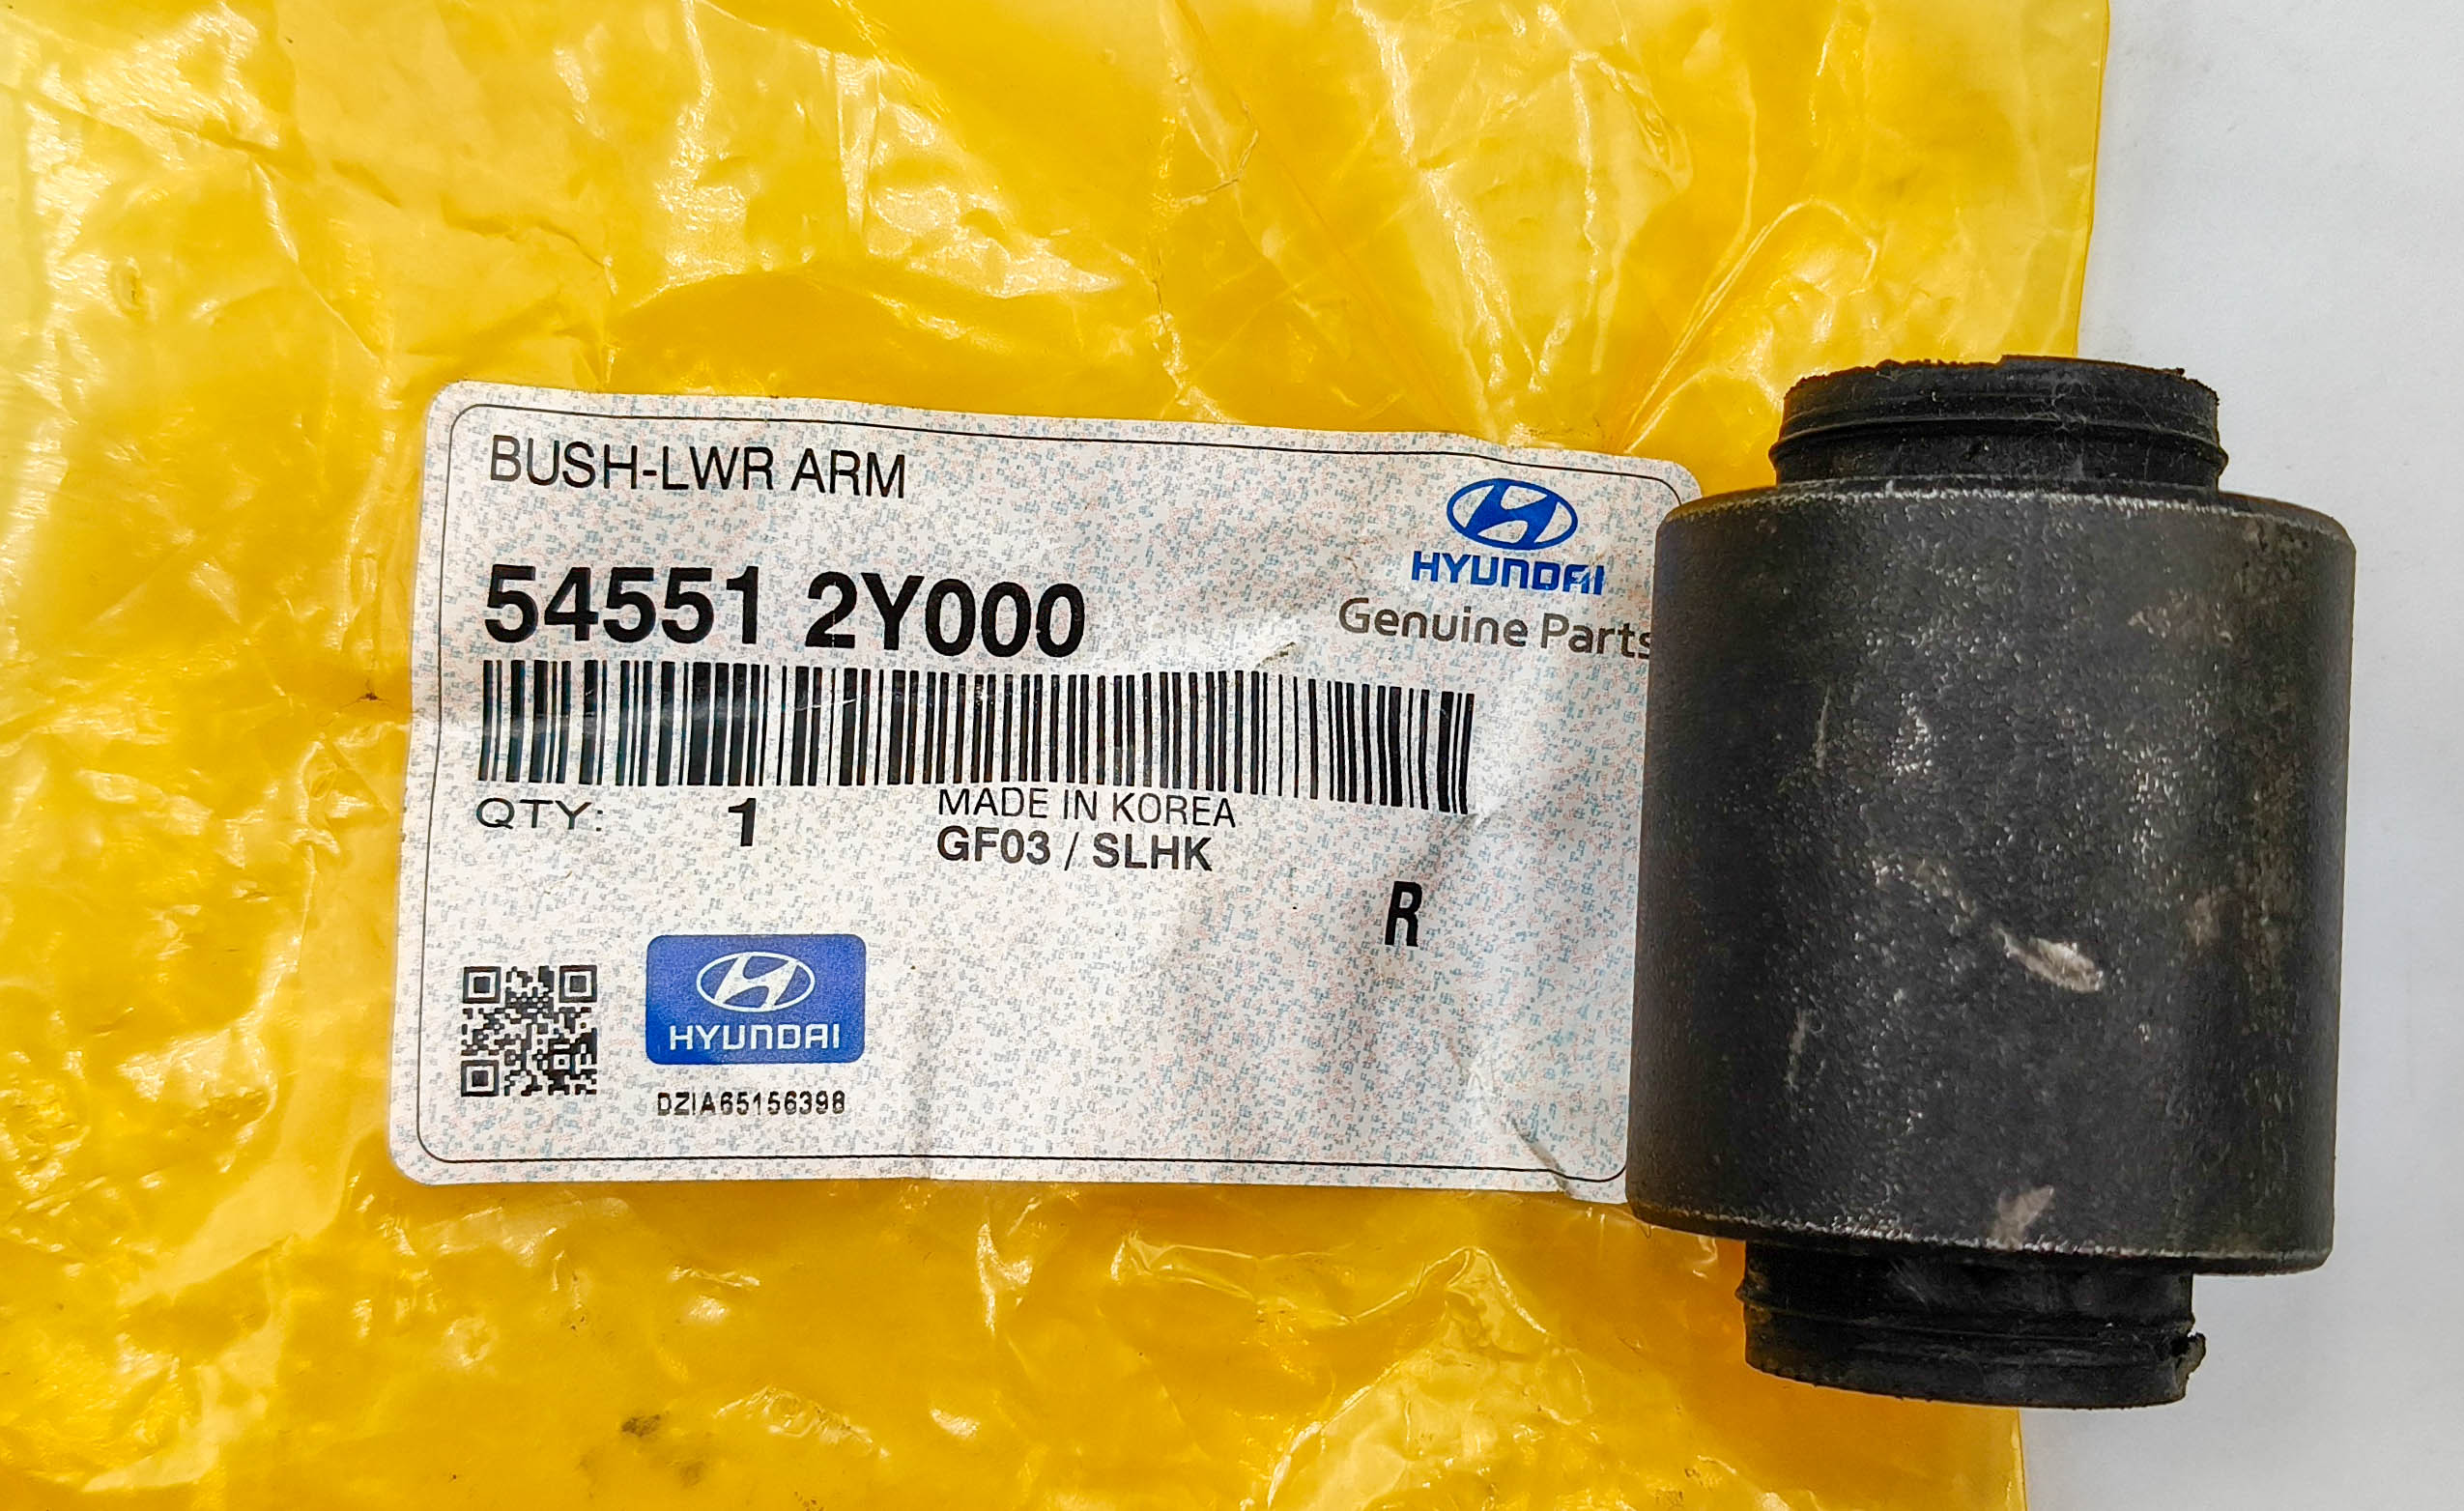 BUSH-LWR ARM
HYUNDAI
Genuine Parts
54551 2Y000
QTY: 1
MADE IN KOREA
GF03 / SLHK
R
HYUNDAI
DZIA65156398